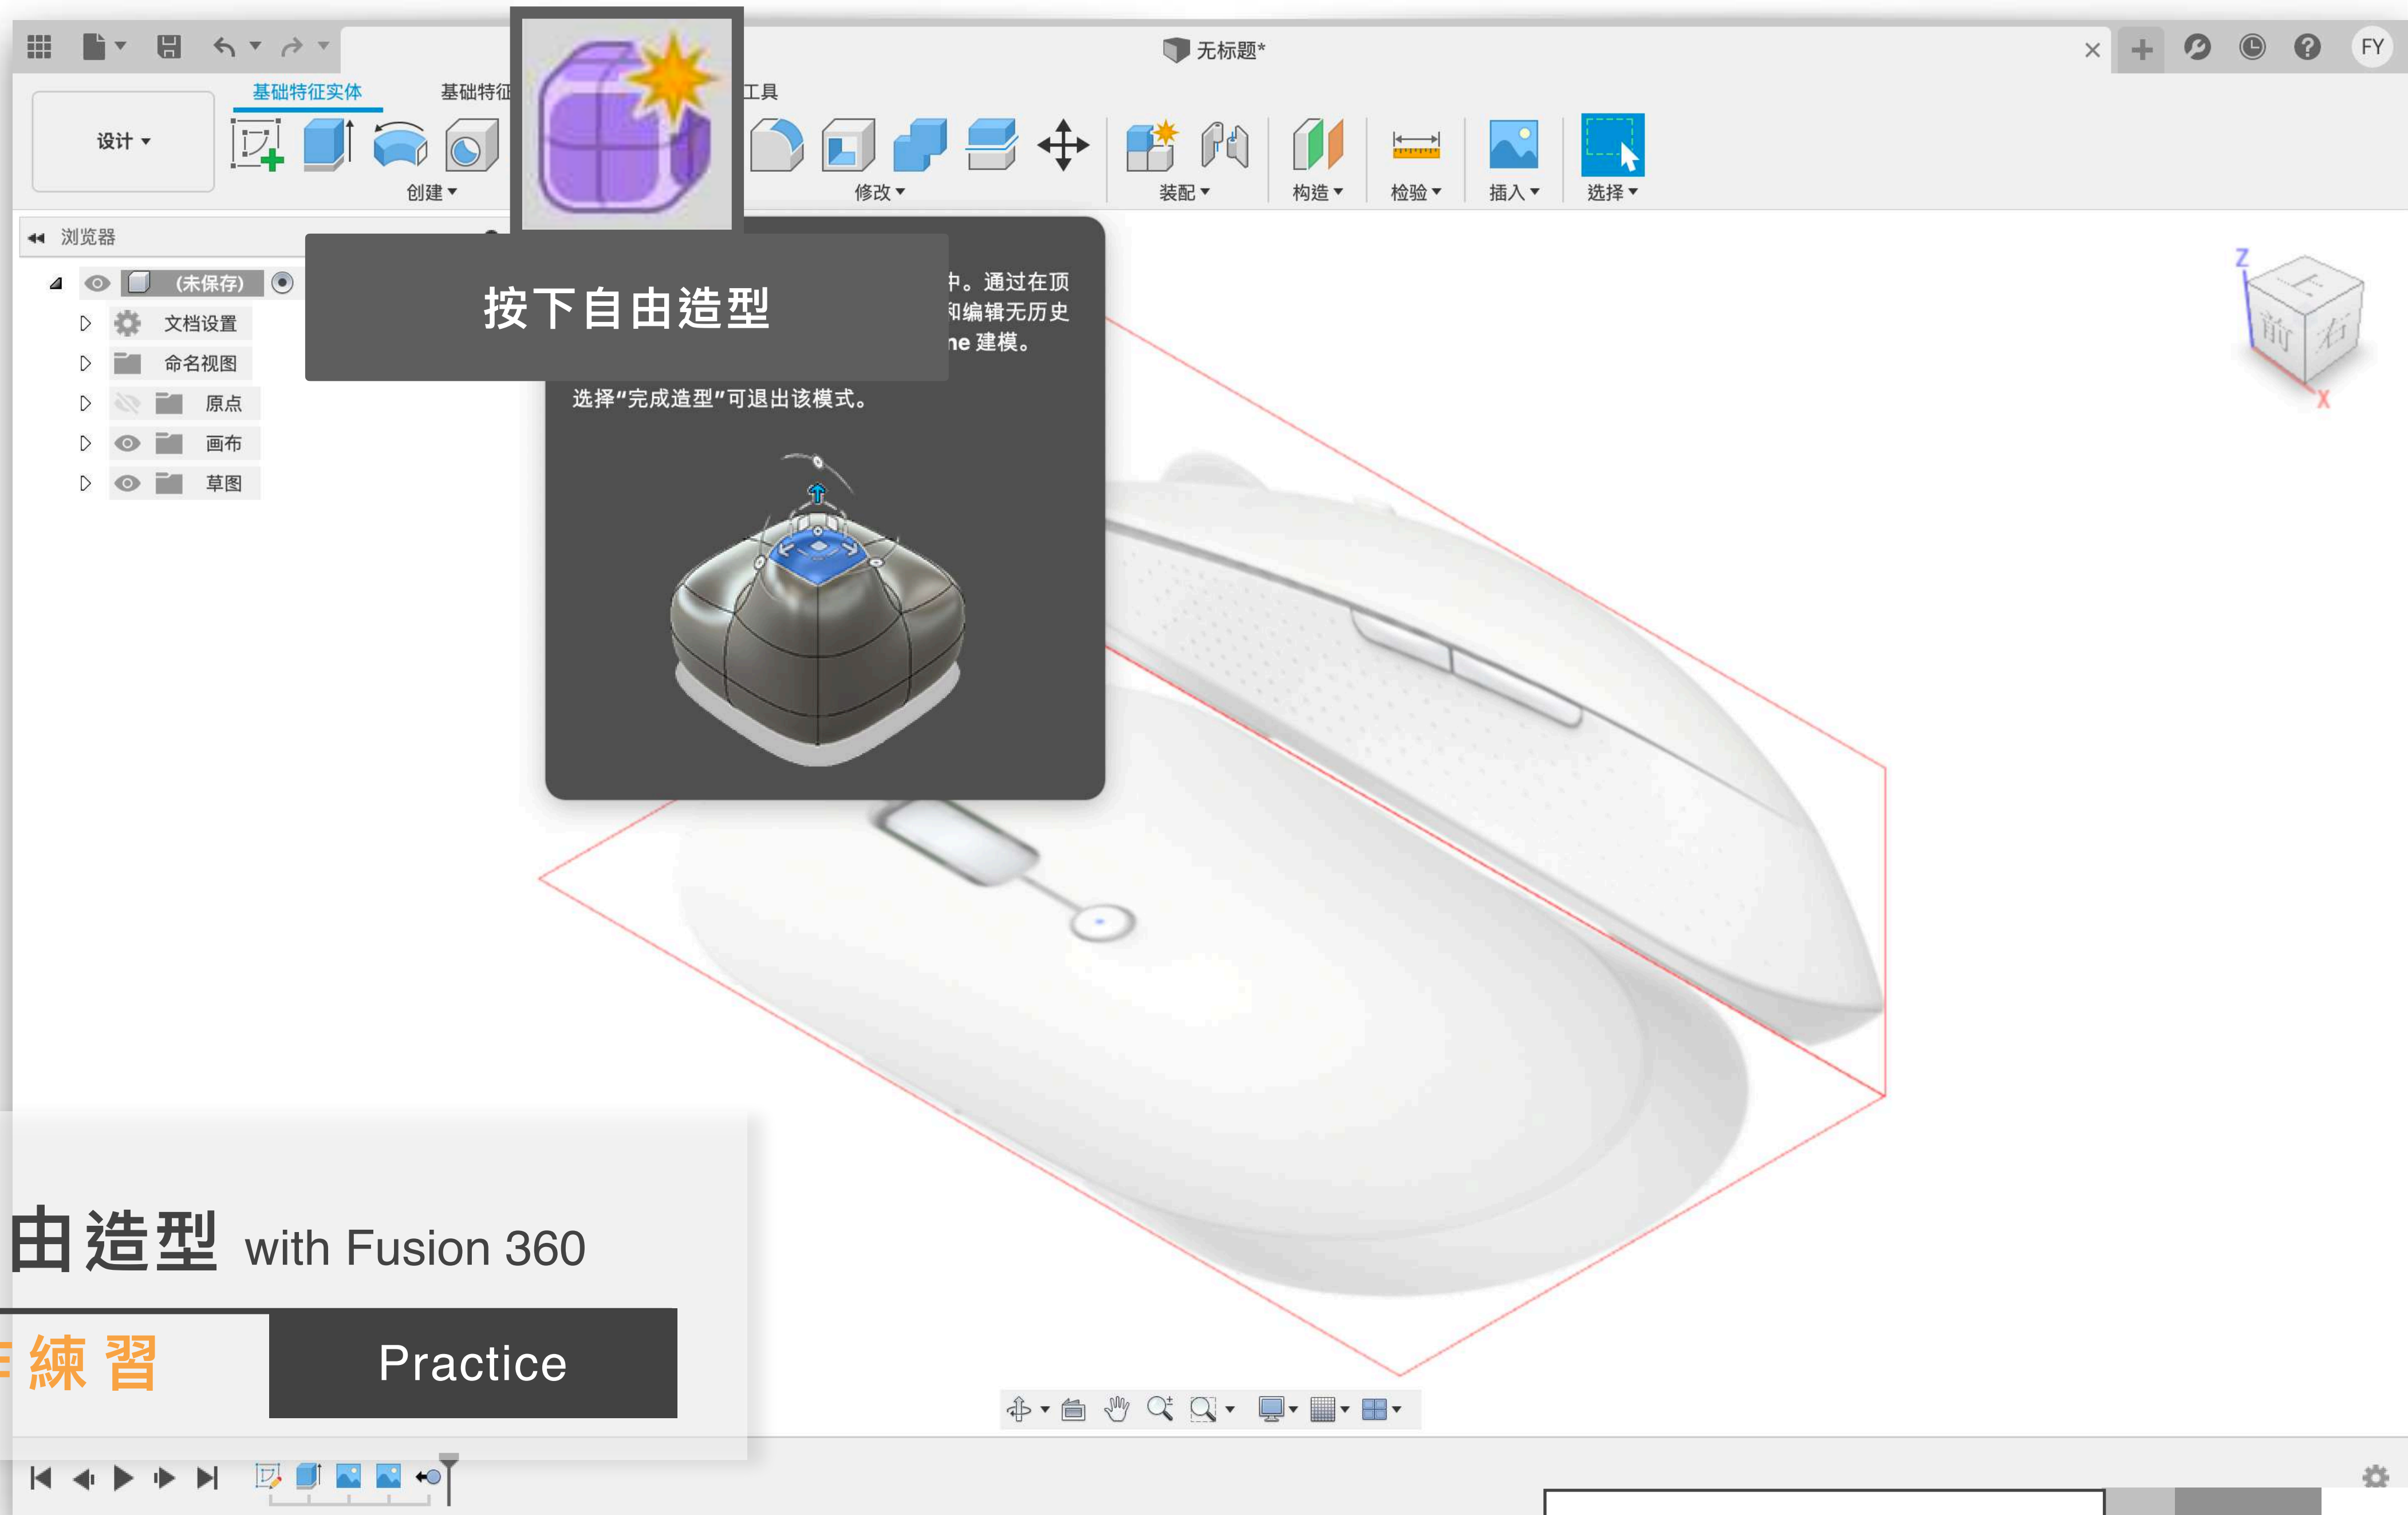 无标题*
FY
基础特征实体
基础特征
工具
设计
创建
修改
装配
构造
检验
插入
选择
浏览器
(未保存)
文档设置
命名视图
原点
画布
草图
按下自由造型
中。通过在顶
和编辑无历史
ne 建模。
选择“完成造型”可退出该模式。
Z
上
前
右
X
由造型 with Fusion 360
練習
Practice